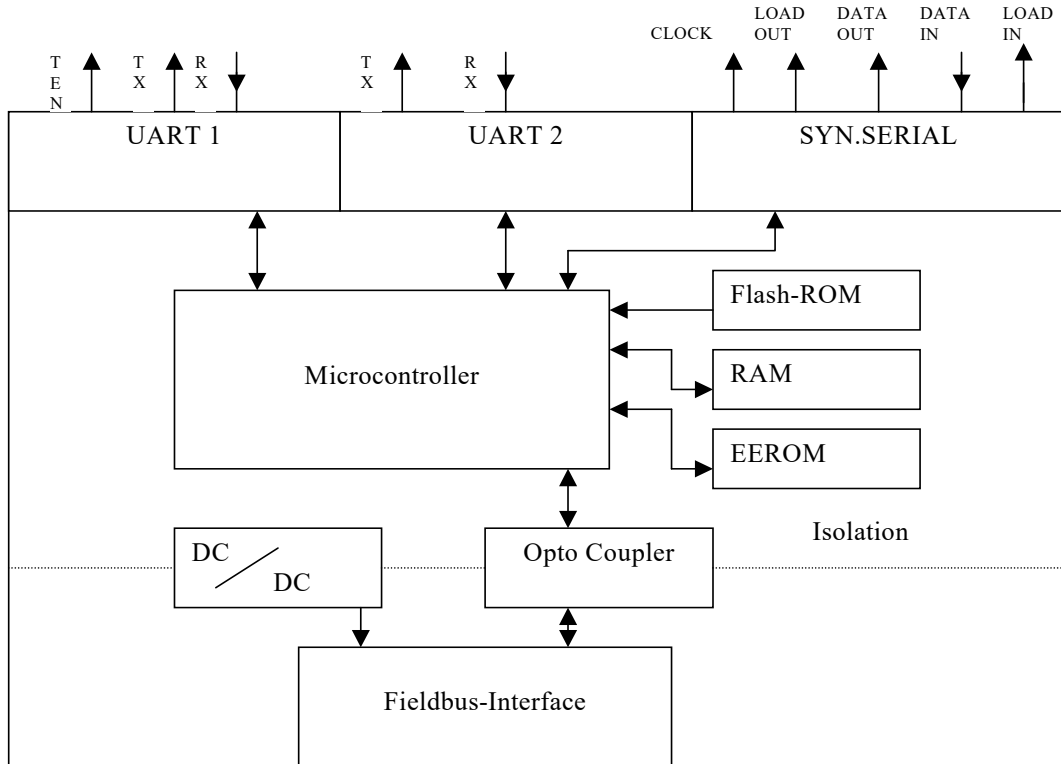 CLOCK
LOAD
OUT
DATA
OUT
DATA
IN
LOAD
IN
T
E
N
T
X
R
X
T
X
R
X
UART 1
UART 2
SYN.SERIAL
Flash-ROM
Microcontroller
RAM
EEROM
Isolation
DC
DC
Opto Coupler
Fieldbus-Interface